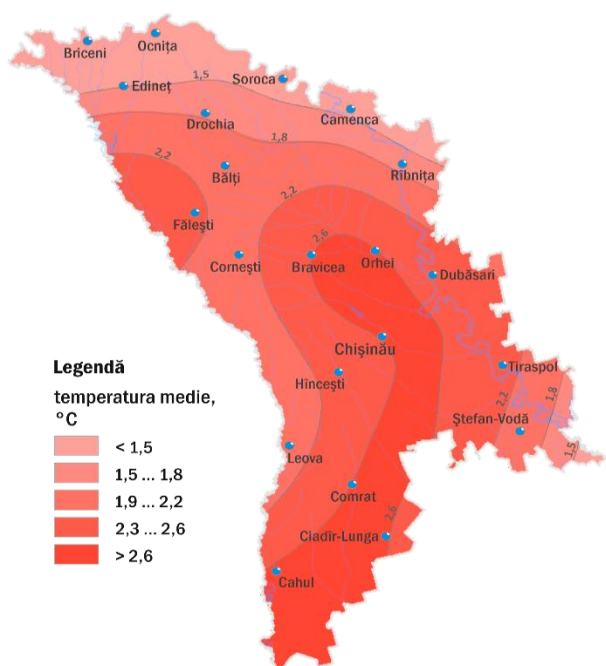 Ocnița
Briceni
1,5
Soroca
Edineț
Camenca
Drochia
1,8
2,2
Bălți
Rîbnița
2,2
Fălești
2,6
Cornești
Bravicea
Orhei
Dubăsari
Chișinău
Legendă
temperatura medie,
°C
< 1,5
1,5 ... 1,8
1,9 ... 2,2
2,3 ... 2,6
> 2,6
Hîncești
Tiraspol
2,2
1,8
Ștefan-Vodă
1,5
Leova
Comrat
2,6
Ciadîr-Lunga
Cahul